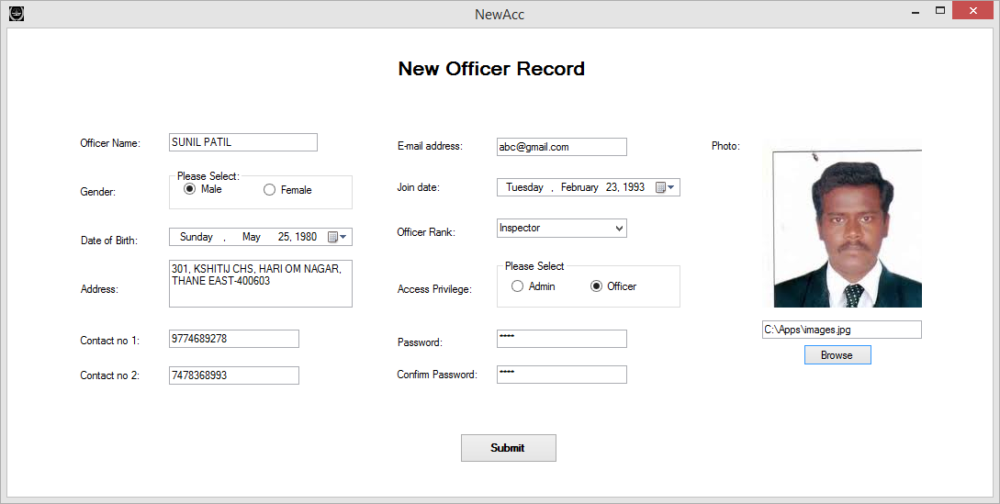 NewAcc
New Officer Record
Officer Name:
SUNIL PATIL
Gender:
Please Select:
Male
Female
Date of Birth:
Sunday , May 25, 1980
Address:
301, KSHITIJ CHS, HARI OM NAGAR,
THANE EAST-400603
Contact no 1:
9774689278
Contact no 2:
7478368993
E-mail address:
abc@gmail.com
Join date:
Tuesday , February 23, 1993
Officer Rank:
Inspector
Access Privilege:
Please Select
Admin
Officer
Password:
****
Confirm Password:
****
Photo:
C:\Apps\images.jpg
Browse
Submit